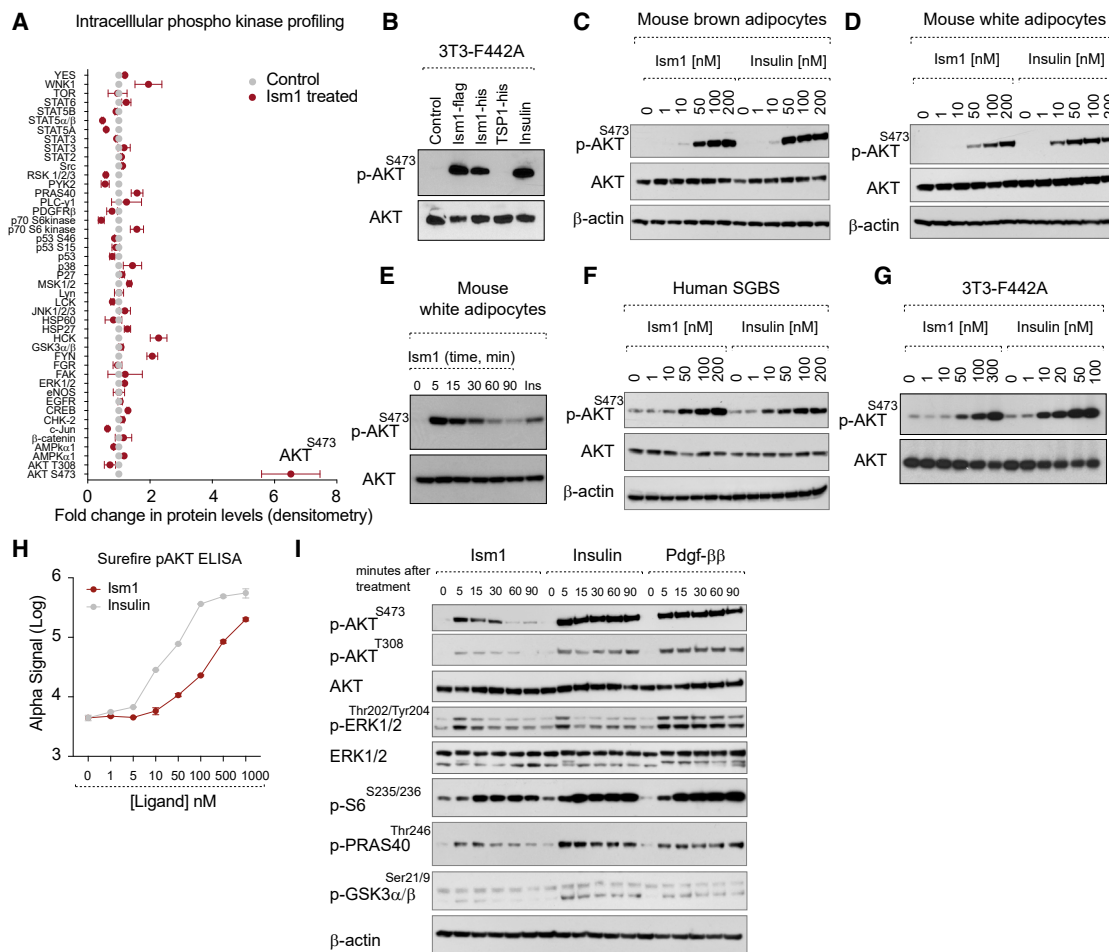 A
Intracelllular phospho kinase profiling
YES
WNK1
TOR
STAT6
STAT5B
STAT5α/β
STAT5A
STAT3
STAT3
STAT2
Src
RSK 1/2/3
PYK2
PRAS40
PLC-γ1
PDGFRβ
p70 S6kinase
p70 S6 kinase
p53 S46
p53 S15
p53
p38
P27
MSK1/2
Lyn
LCK
JNK1/2/3
HSP60
HSP27
HCK
GSK3α/β
FYN
FGR
FAK
ERK1/2
eNOS
EGFR
CREB
CHK-2
c-Jun
β-catenin
AMPKα1
AMPKα1
AKT T308
AKT S473
Control
Ism1 treated
AKT S473
0 2 4 6 8
Fold change in protein levels (densitometry)
B
3T3-F442A
Control
Ism1-flag
Ism1-his
TSP1-his
Insulin
p-AKT S473
AKT
C
Mouse brown adipocytes
Ism1 [nM] Insulin [nM]
0 1 10 50 100 200 0 1 10 50 100 200
p-AKT S473
AKT
β-actin
D
Mouse white adipocytes
Ism1 [nM] Insulin [nM]
0 1 10 50 100 200 0 1 10 50 100 200
p-AKT S473
AKT
β-actin
E
Mouse
white adipocytes
Ism1 (time, min)
0 5 15 30 60 90 Ins
p-AKT S473
AKT
F
Human SGBS
Ism1 [nM] Insulin [nM]
0 1 10 50 100 200 0 1 10 50 100 200
p-AKT S473
AKT
β-actin
G
3T3-F442A
Ism1 [nM] Insulin [nM]
0 1 10 50 100 300 0 1 10 20 50 100
p-AKT S473
AKT
H
Surefire pAKT ELISA
Ism1
Insulin
Alpha Signal (Log)
6
5
4
3
0 1 5 10 50 100 500 1000
[Ligand] nM
I
Ism1 Insulin Pdgf-ββ
minutes after
treatment
0 5 15 30 60 90 0 5 15 30 60 90 0 5 15 30 60 90
p-AKT S473
p-AKT T308
AKT
p-ERK1/2 Thr202/Tyr204
ERK1/2
p-S6 S235/236
p-PRAS40 Thr246
p-GSK3α/β Ser21/9
β-actin